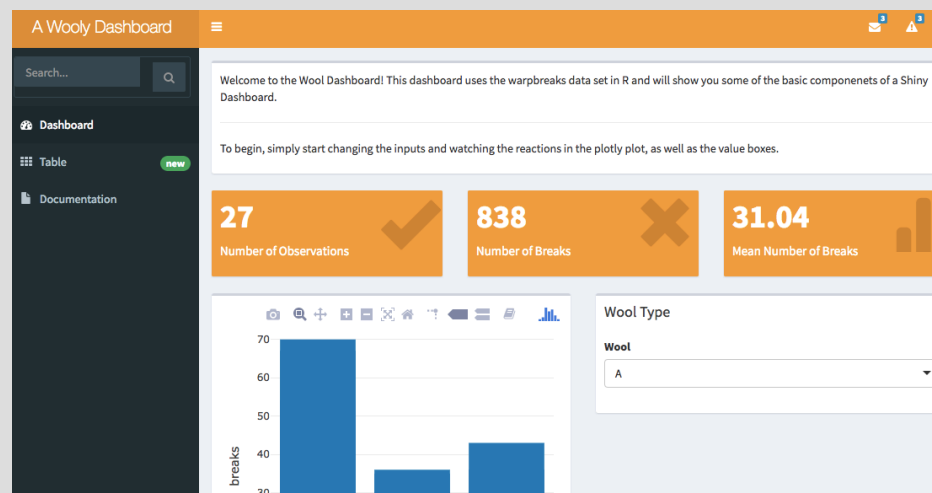 A Wooly Dashboard
3
3
Search...
Dashboard
Table
new
Documentation
Welcome to the Wool Dashboard! This dashboard uses the warpbreaks data set in R and will show you some of the basic componenets of a Shiny
Dashboard.
To begin, simply start changing the inputs and watching the reactions in the plotly plot, as well as the value boxes.
27
Number of Observations
838
Number of Breaks
31.04
Mean Number of Breaks
70
60
50
40
30
breaks
Wool Type
Wool
A